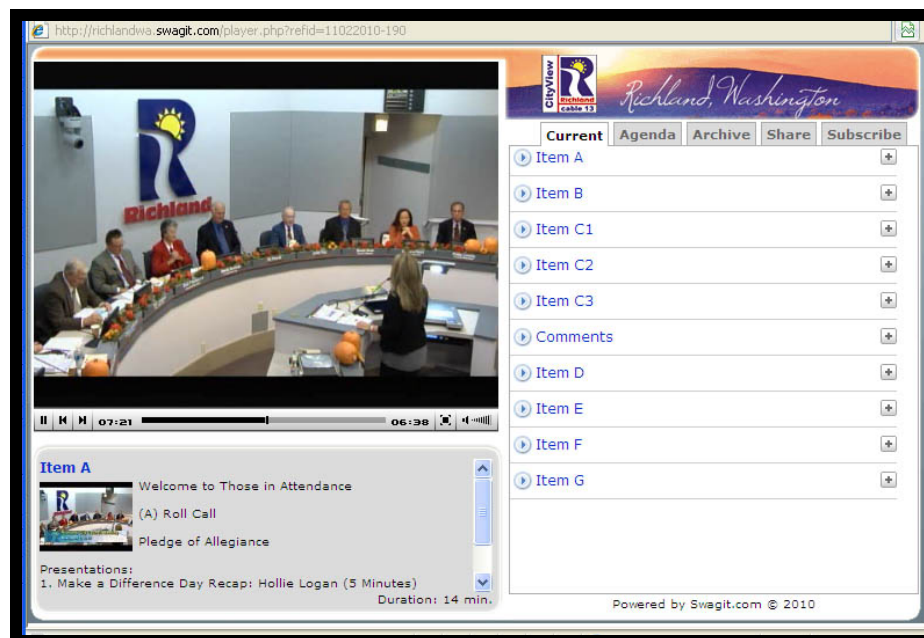 http://richlandwa.swagit.com/player.php?refid=11022010-190
Richland
CityView
Richland
cable 13
Richland, Washington
Current Agenda Archive Share Subscribe
Item A
Item B
Item C1
Item C2
Item C3
Comments
Item D
Item E
Item F
Item G
07:21 06:38
Item A
Welcome to Those in Attendance
(A) Roll Call
Pledge of Allegiance
Presentations:
1. Make a Difference Day Recap: Hollie Logan (5 Minutes)
Duration: 14 min.
Powered by Swagit.com © 2010